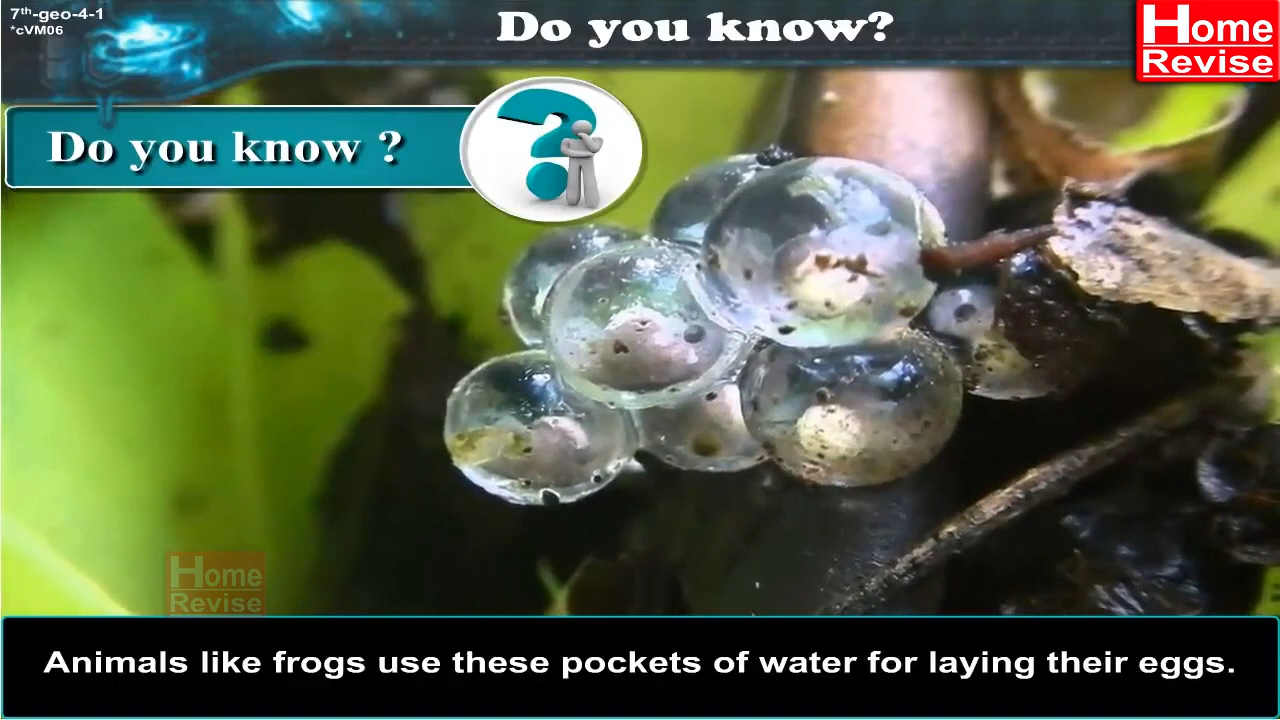 7th-geo-4-1
*cVM06
Do you know?
Home
Revise
Do you know ?
Home
Revise
Animals like frogs use these pockets of water for laying their eggs.